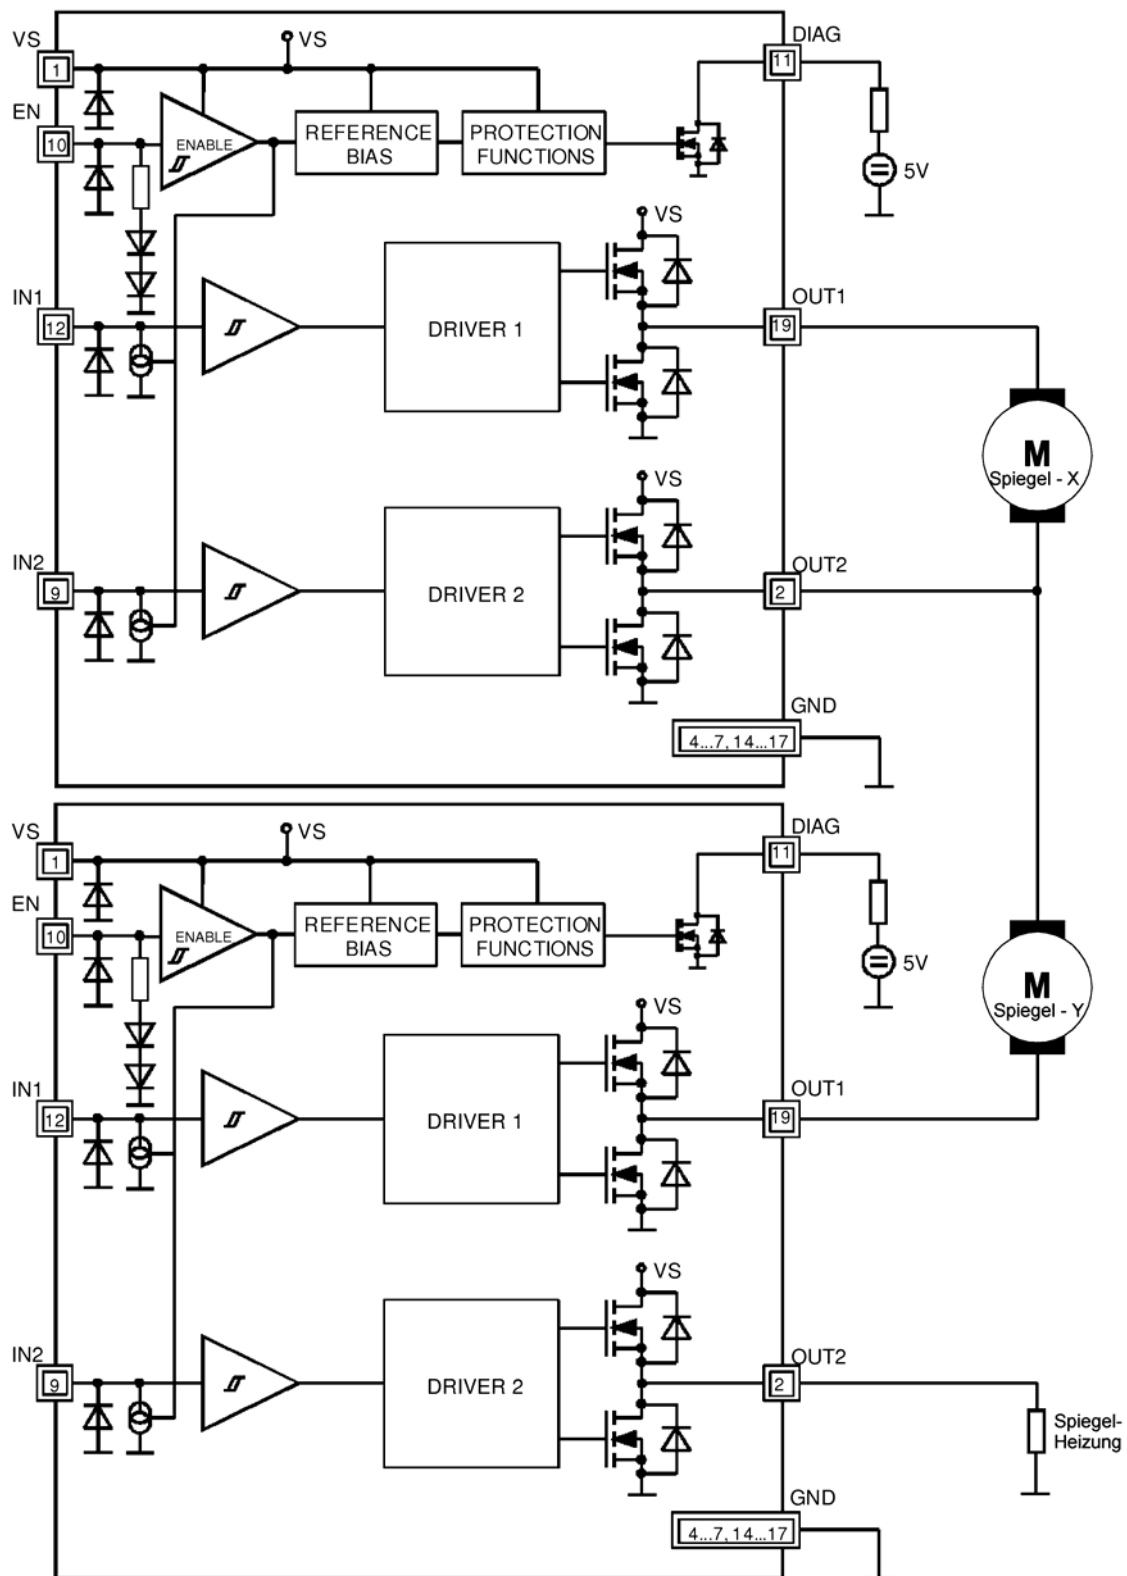 VS
VS
DIAG
1
11
EN
10
ENABLE
REFERENCE
BIAS
PROTECTION
FUNCTIONS
5V
VS
IN1
12
DRIVER 1
OUT1
19
M
Spiegel - X
VS
IN2
9
DRIVER 2
OUT2
2
GND
4...7, 14...17
VS
VS
DIAG
1
11
EN
10
ENABLE
REFERENCE
BIAS
PROTECTION
FUNCTIONS
5V
M
Spiegel - Y
VS
IN1
12
DRIVER 1
OUT1
19
VS
IN2
9
DRIVER 2
OUT2
2
Spiegel-
Heizung
GND
4...7, 14...17